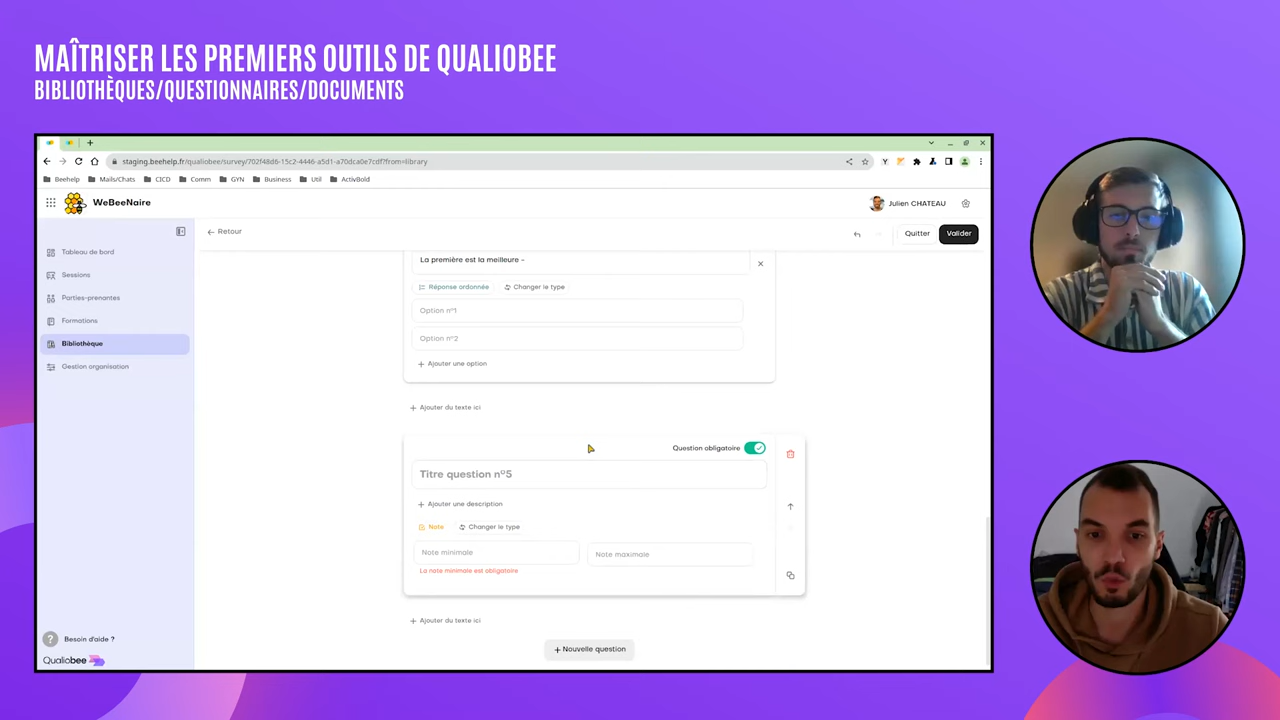 MAÎTRISER LES PREMIERS OUTILS DE QUALIOBEE
BIBLIOTHÈQUES/QUESTIONNAIRES/DOCUMENTS
staging.beehelp.fr/qualiobee/survey/702f48d6-15c2-4446-a5d1-a70dca0e7cdf?from=library
Beehelp Mails/Chats CICD Comm GYN Business Util ActivBold
WeBeeNaire
Julien CHATEAU
Retour
Quitter
Valider
Tableau de bord
Sessions
Parties-prenantes
Formations
Bibliothèque
Gestion organisation
La première est la meilleure -
Réponse ordonnée Changer le type
Option n°1
Option n°2
Ajouter une option
Ajouter du texte ici
Question obligatoire
Titre question n°5
Ajouter une description
Note Changer le type
Note minimale Note maximale
La note minimale est obligatoire
Ajouter du texte ici
+ Nouvelle question
? Besoin d'aide ?
Qualiobee